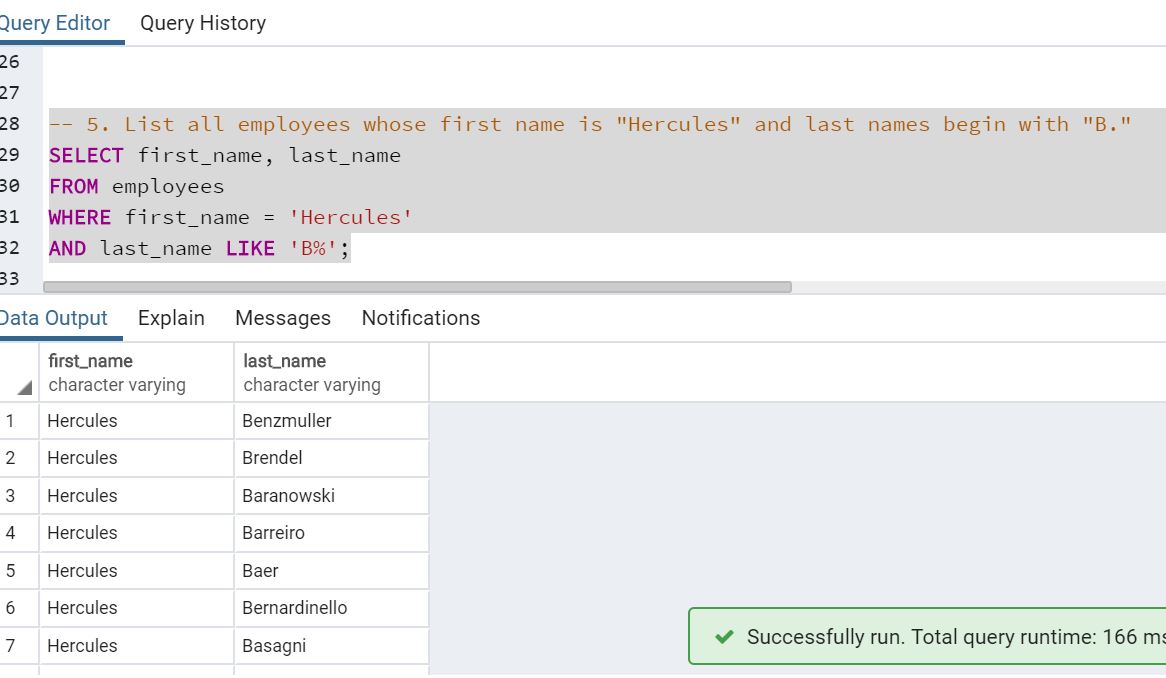 Query Editor Query History
26
27
28 -- 5. List all employees whose first name is "Hercules" and last names begin with "B."
29 SELECT first_name, last_name
30 FROM employees
31 WHERE first_name = 'Hercules'
32 AND last_name LIKE 'B%';
33
Data Output Explain Messages Notifications
first_name last_name
character varying character varying
1 Hercules Benzmuller
2 Hercules Brendel
3 Hercules Baranowski
4 Hercules Barreiro
5 Hercules Baer
6 Hercules Bernardinello
7 Hercules Basagni
Successfully run. Total query runtime: 166 ms